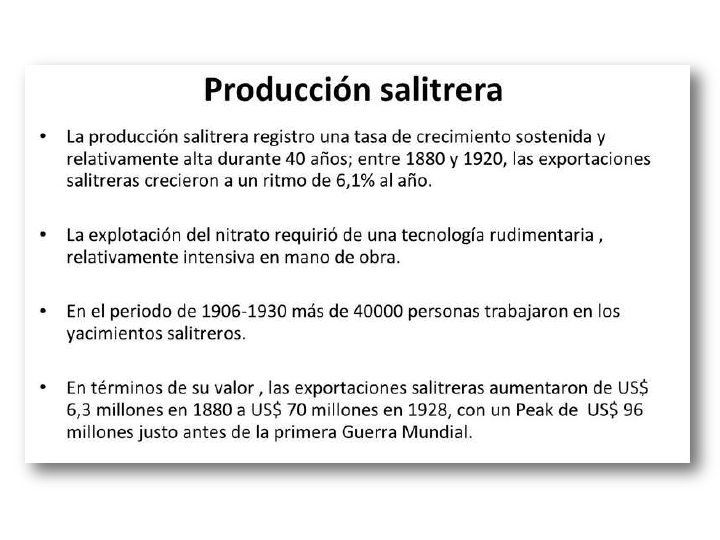 Producción salitrera
• La producción salitrera registro una tasa de crecimiento sostenida y
relativamente alta durante 40 años; entre 1880 y 1920, las exportaciones
salitreras crecieron a un ritmo de 6,1% al año.
• La explotación del nitrato requirió de una tecnología rudimentaria ,
relativamente intensiva en mano de obra.
• En el periodo de 1906-1930 más de 40000 personas trabajaron en los
yacimientos salitreros.
• En términos de su valor , las exportaciones salitreras aumentaron de US$
6,3 millones en 1880 a US$ 70 millones en 1928, con un Peak de  US$ 96
millones justo antes de la primera Guerra Mundial.